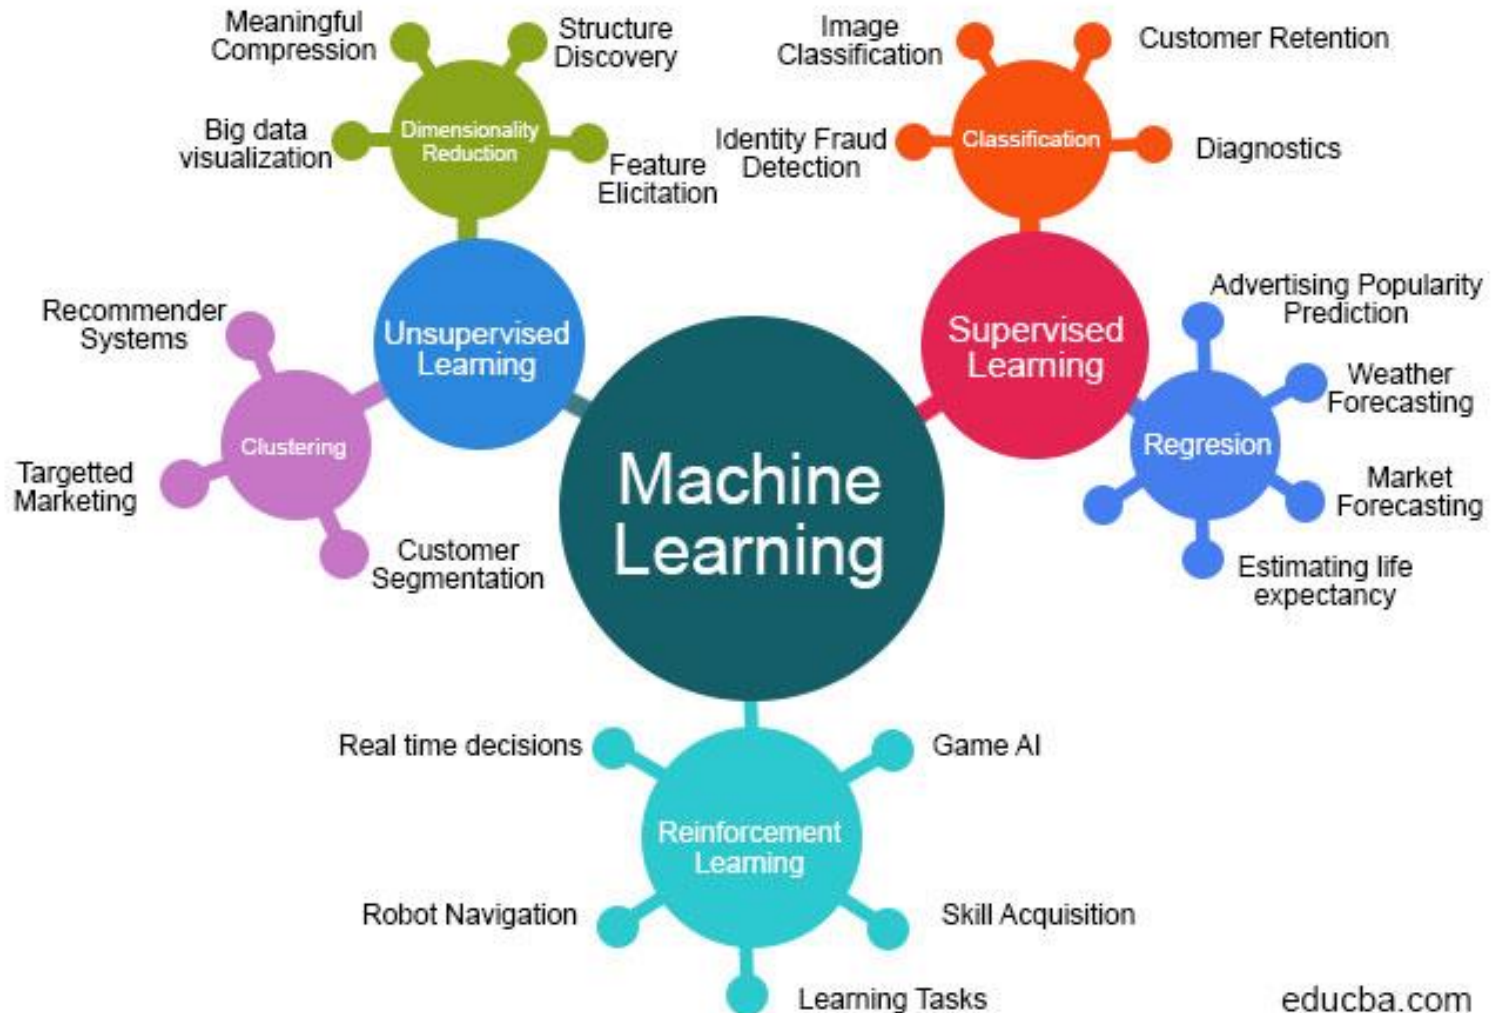 Meaningful
Compression
Structure
Discovery
Big data
visualization
Dimensionality
Reduction
Feature
Elicitation
Image
Classification
Customer Retention
Identity Fraud
Detection
Classification
Diagnostics
Recommender
Systems
Unsupervised
Learning
Clustering
Targetted
Marketing
Customer
Segmentation
Machine
Learning
Supervised
Learning
Advertising Popularity
Prediction
Weather
Forecasting
Regresion
Market
Forecasting
Estimating life
expectancy
Real time decisions
Game AI
Reinforcement
Learning
Robot Navigation
Skill Acquisition
Learning Tasks
educba.com